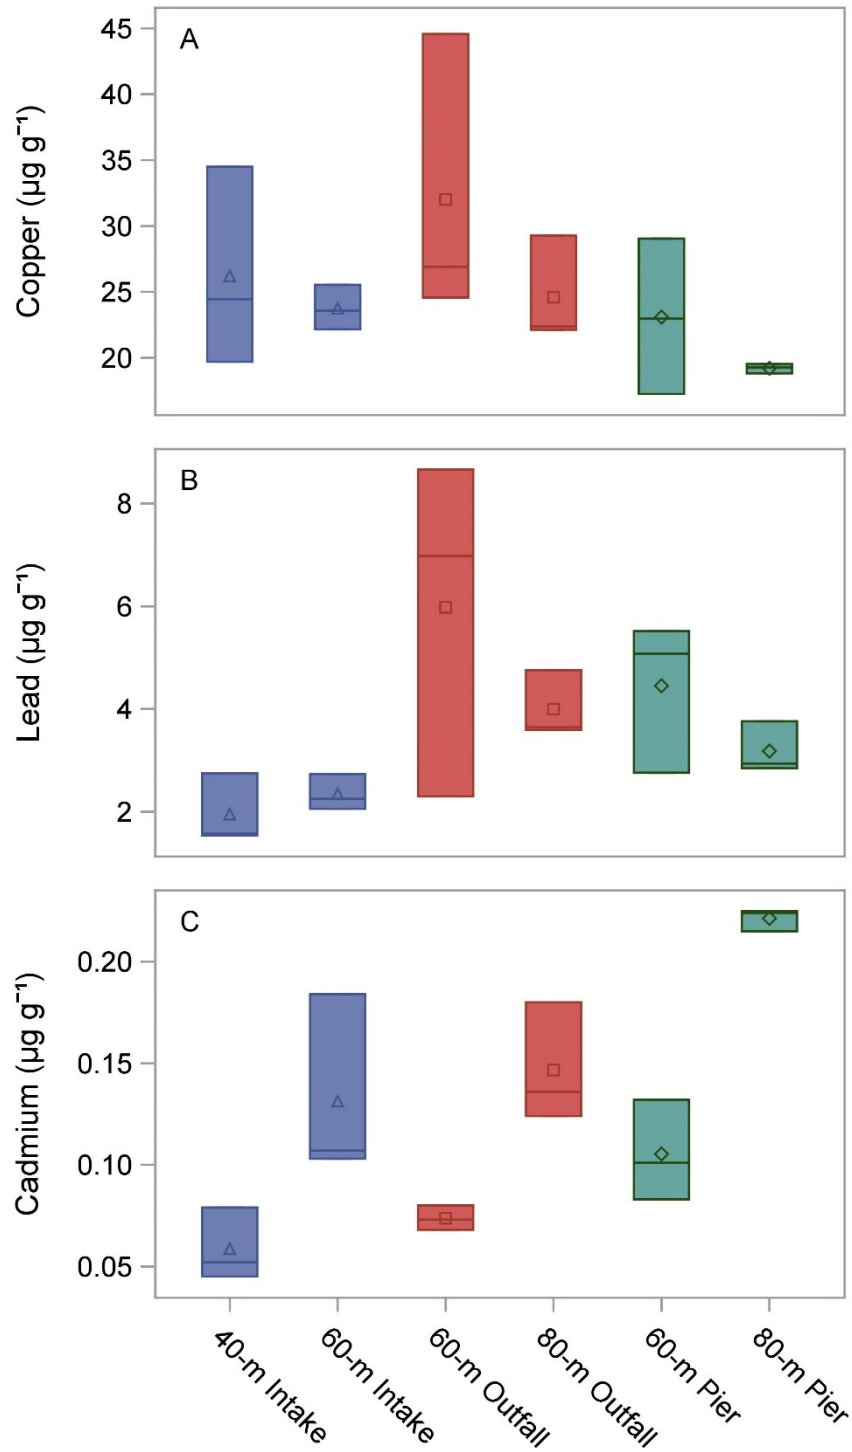 A
Copper (µg g⁻¹)
45
40
35
30
25
20
B
Lead (µg g⁻¹)
8
6
4
2
C
Cadmium (µg g⁻¹)
0.20
0.15
0.10
0.05
40-m Intake
60-m Intake
60-m Outfall
80-m Outfall
60-m Pier
80-m Pier